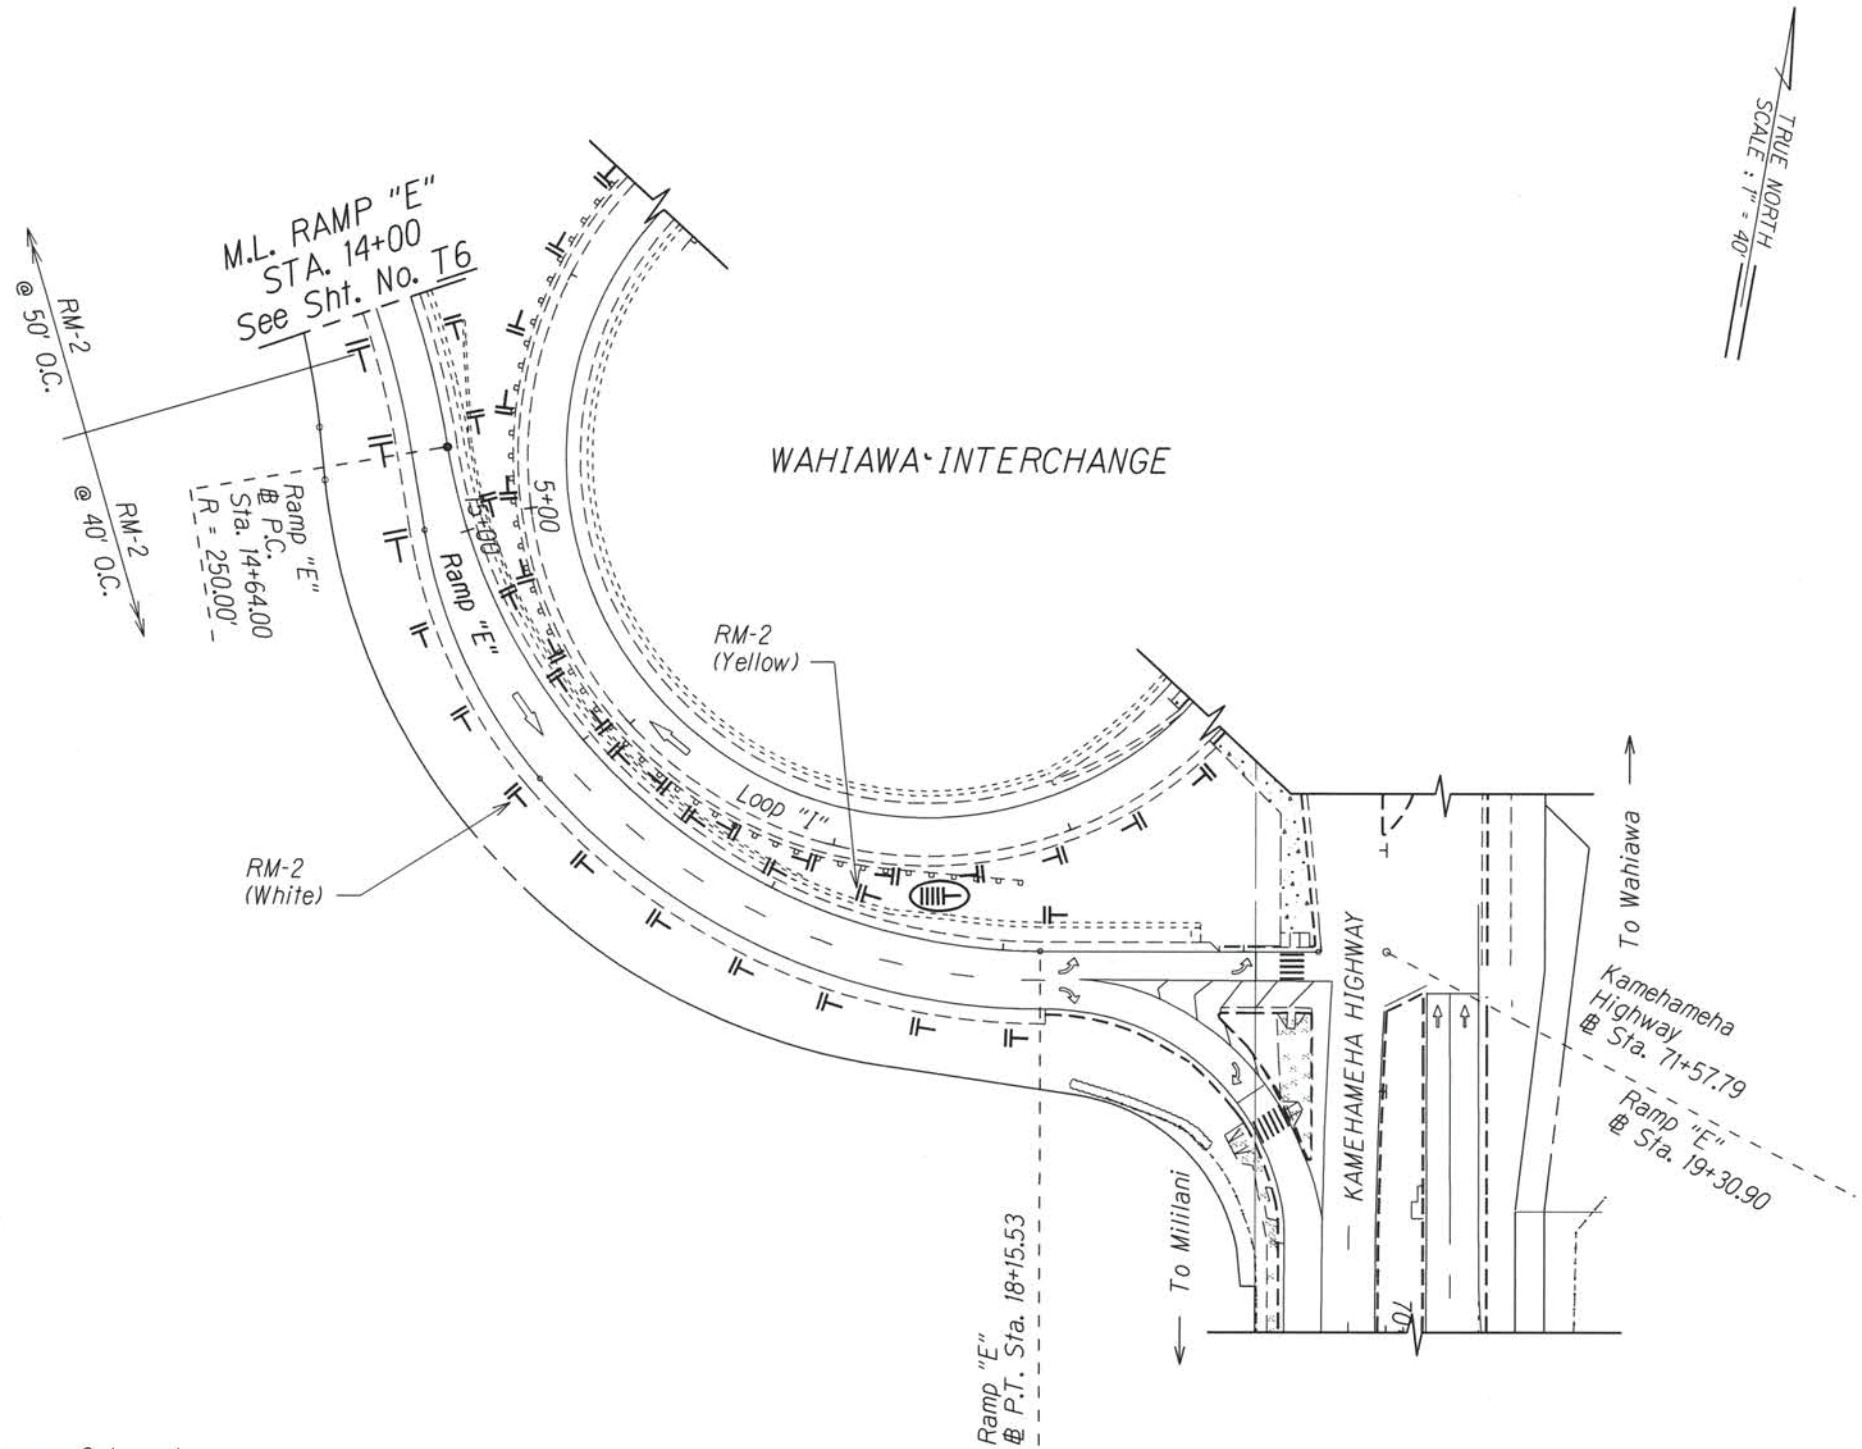 TRUE NORTH
SCALE : 1" = 40'
M.L. RAMP "E"
STA. 14+00
See Sht. No. T6
RM-2
@ 50' O.C.
RM-2
@ 40' O.C.
Ramp "E"
P.C.
Sta. 14+64.00
R = 250.00'
15+00
5+00
Ramp "E"
WAHIAWA INTERCHANGE
RM-2
(Yellow)
Loop "I"
RM-2
(White)
To Wahiawa
KAMEHAMEHA HIGHWAY
Kamehameha
Highway
Sta. 71+57.79
Ramp "E"
Sta. 19+30.90
To Mililani
70
Ramp "E"
P.T. Sta. 18+15.53